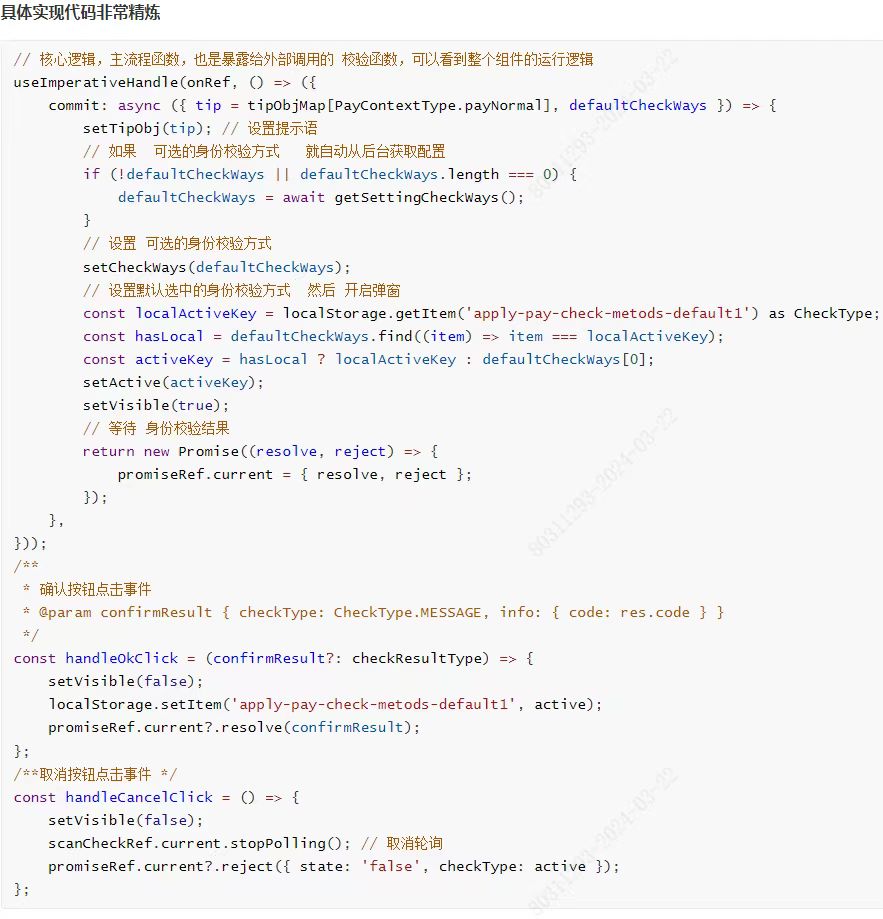 具体实现代码非常精炼
// 核心逻辑，主流程函数，也是暴露给外部调用的 校验函数，可以看到整个组件的运行逻辑
useImperativeHandle(onRef, () => ({
    commit: async ({ tip = tipObjMap[PayContextType.payNormal], defaultCheckWays }) => {
        setTipObj(tip); // 设置提示语
        // 如果  可选的身份校验方式   就自动从后台获取配置
        if (!defaultCheckWays || defaultCheckWays.length === 0) {
            defaultCheckWays = await getSettingCheckWays();
        }
        // 设置 可选的身份校验方式
        setCheckWays(defaultCheckWays);
        // 设置默认选中的身份校验方式  然后 开启弹窗
        const localActiveKey = localStorage.getItem('apply-pay-check-metods-default1') as CheckType;
        const hasLocal = defaultCheckWays.find((item) => item === localActiveKey);
        const activeKey = hasLocal ? localActiveKey : defaultCheckWays[0];
        setActive(activeKey);
        setVisible(true);
        // 等待 身份校验结果
        return new Promise((resolve, reject) => {
            promiseRef.current = { resolve, reject };
        });
    },
}));
/**
 * 确认按钮点击事件
 * @param confirmResult { checkType: CheckType.MESSAGE, info: { code: res.code } }
 */
const handleOkClick = (confirmResult?: checkResultType) => {
    setVisible(false);
    localStorage.setItem('apply-pay-check-metods-default1', active);
    promiseRef.current?.resolve(confirmResult);
};
/**取消按钮点击事件 */
const handleCancelClick = () => {
    setVisible(false);
    scanCheckRef.current.stopPolling(); // 取消轮询
    promiseRef.current?.reject({ state: 'false', checkType: active });
};
80311293-2024-03-22
80311293-2024-03-22
80311293-2024-03-22